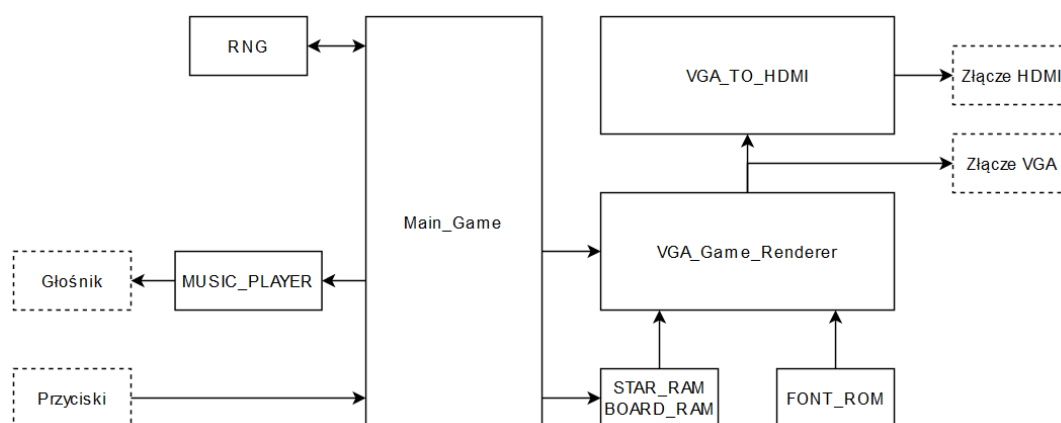 RNG
VGA_TO_HDMI
Złącze HDMI
Złącze VGA
Main_Game
VGA_Game_Renderer
Głośnik
MUSIC_PLAYER
Przyciski
STAR_RAM
BOARD_RAM
FONT_ROM